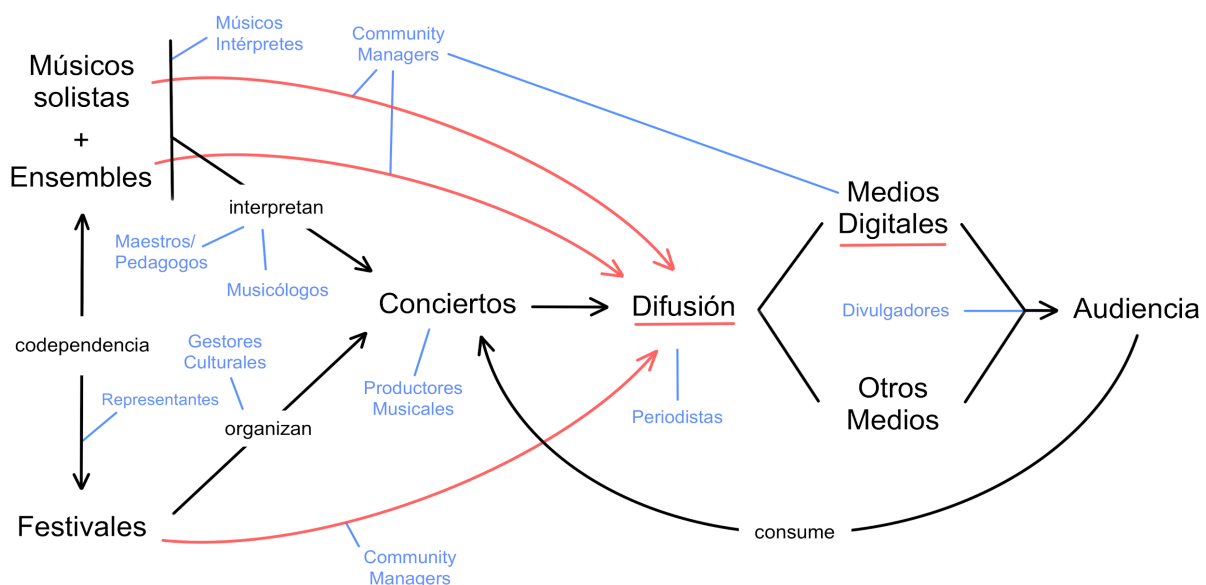 Músicos
Intérpretes
Community
Managers
Músicos
solistas
+
Ensembles
interpretan
Maestros/
Pedagogos
Musicólogos
Medios
Digitales
Conciertos
Difusión
Divulgadores
Audiencia
codependencia
Gestores
Culturales
Representantes
organizan
Productores
Musicales
Periodistas
Otros
Medios
Festivales
consume
Community
Managers